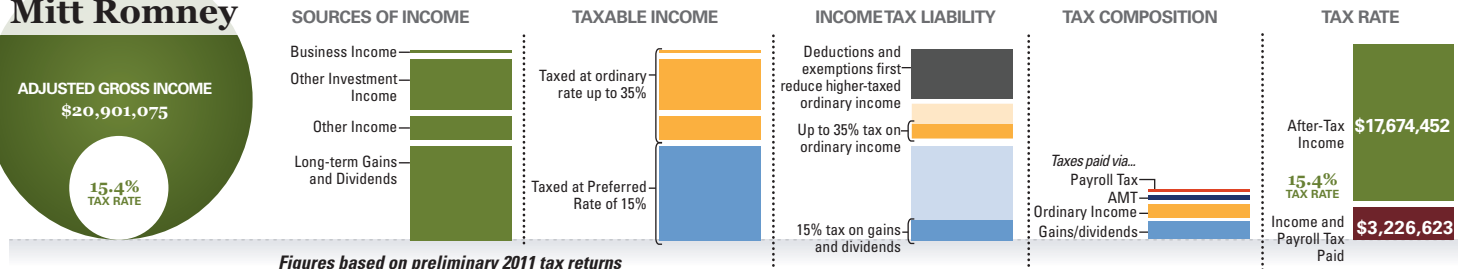 Mitt Romney
ADJUSTED GROSS INCOME
$20,901,075
15.4%
TAX RATE
SOURCES OF INCOME
Business Income
Other Investment
Income
Other Income
Long-term Gains
and Dividends
TAXABLE INCOME
Taxed at ordinary
rate up to 35%
Taxed at Preferred
Rate of 15%
INCOME TAX LIABILITY
Deductions and
exemptions first
reduce higher-taxed
ordinary income
Up to 35% tax on
ordinary income
15% tax on gains
and dividends
TAX COMPOSITION
Taxes paid via...
Payroll Tax
AMT
Ordinary Income
Gains/dividends
TAX RATE
After-Tax
Income
$17,674,452
15.4%
TAX RATE
Income and
Payroll Tax
Paid
$3,226,623
Figures based on preliminary 2011 tax returns